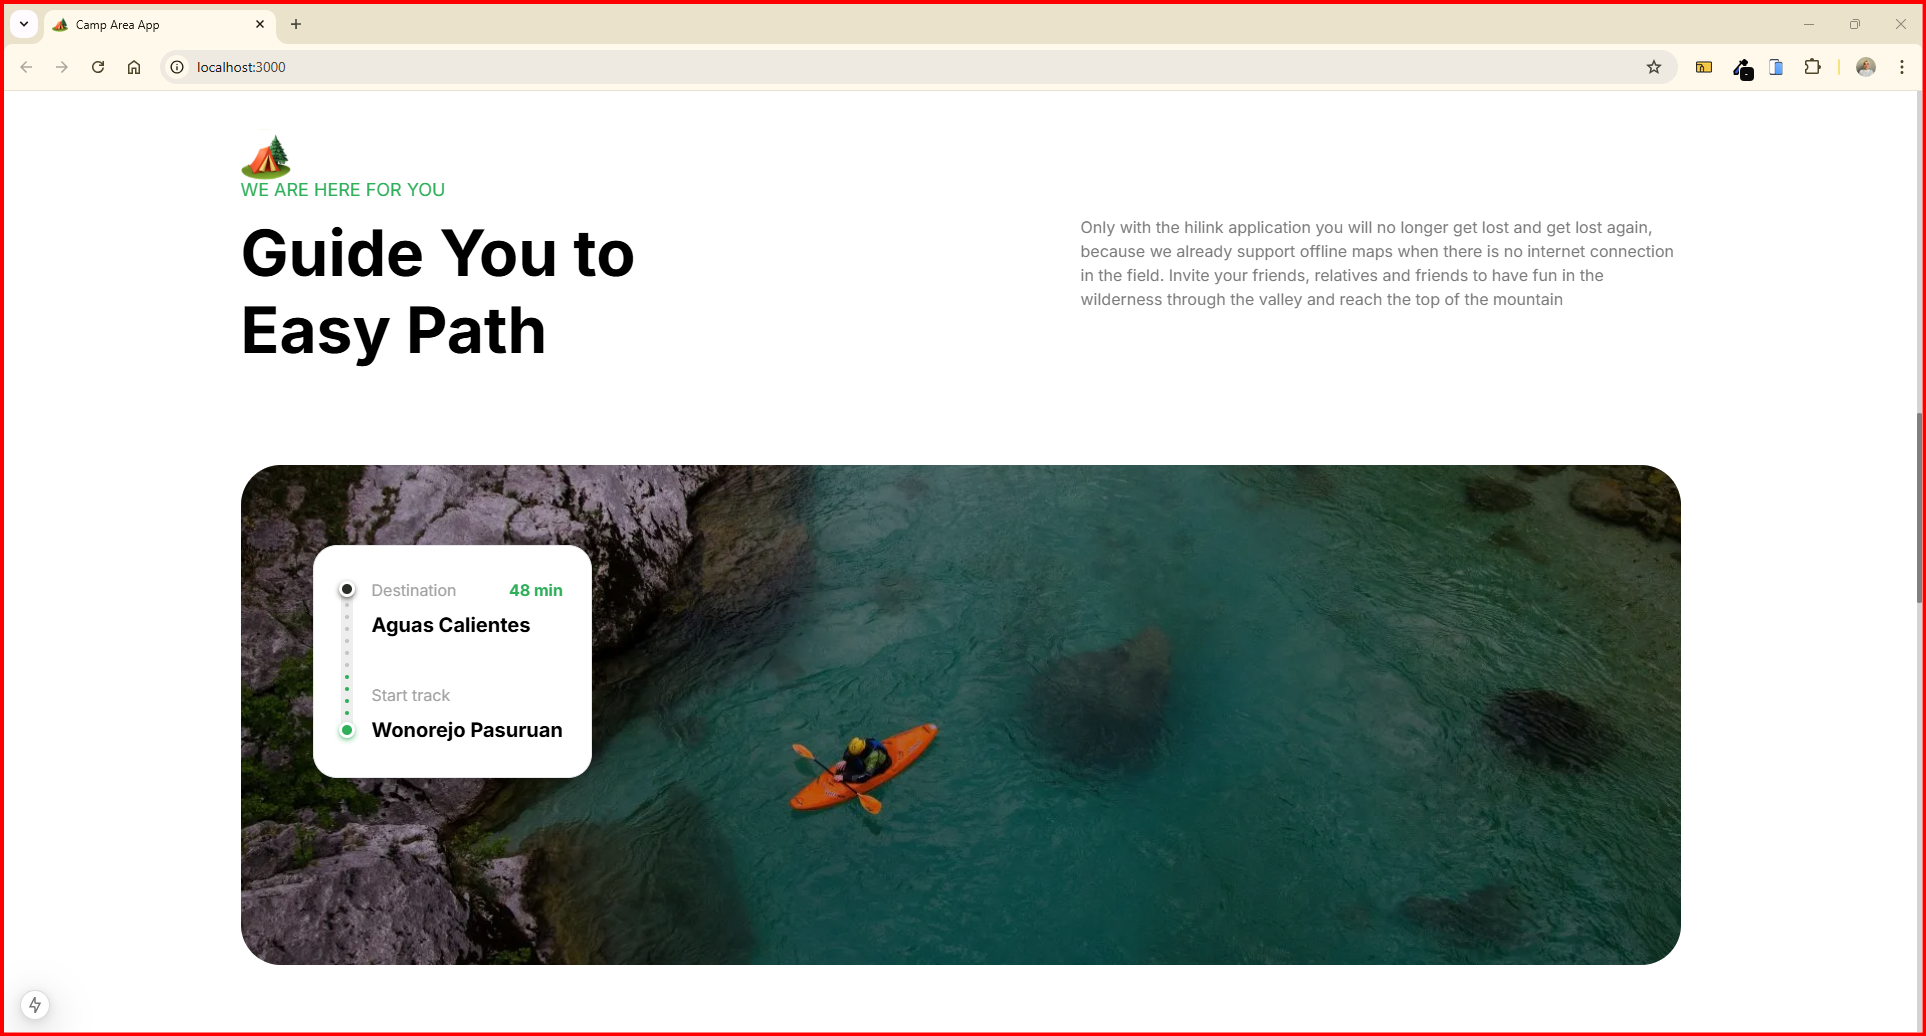 Camp Area App
localhost:3000
WE ARE HERE FOR YOU
Guide You to
Easy Path
Only with the hilink application you will no longer get lost and get lost again,
because we already support offline maps when there is no internet connection
in the field. Invite your friends, relatives and friends to have fun in the
wilderness through the valley and reach the top of the mountain
Destination 48 min
Aguas Calientes
Start track
Wonorejo Pasuruan